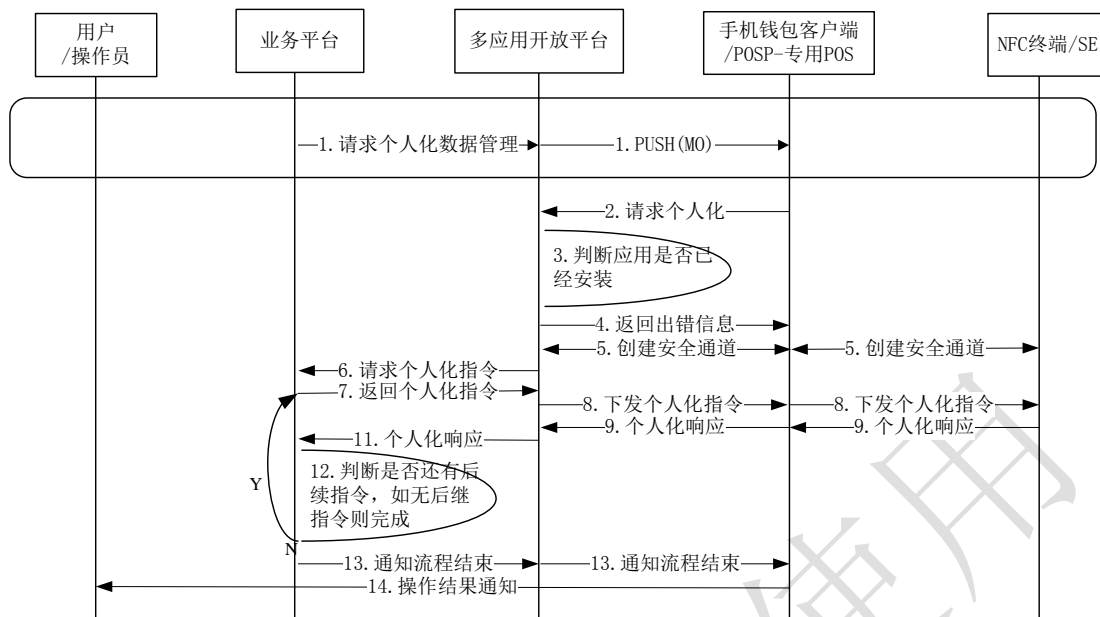 用户
/操作员
业务平台
多应用开放平台
手机钱包客户端
/POSP-专用POS
NFC终端/SE
1.请求个人化数据管理
1.PUSH(MO)
2.请求个人化
3.判断应用是否已
经安装
4.返回出错信息
5.创建安全通道
5.创建安全通道
6.请求个人化指令
7.返回个人化指令
8.下发个人化指令
8.下发个人化指令
9.个人化响应
9.个人化响应
11.个人化响应
12.判断是否还有后
续指令，如无后继
指令则完成
Y
N
13.通知流程结束
13.通知流程结束
14.操作结果通知
使用